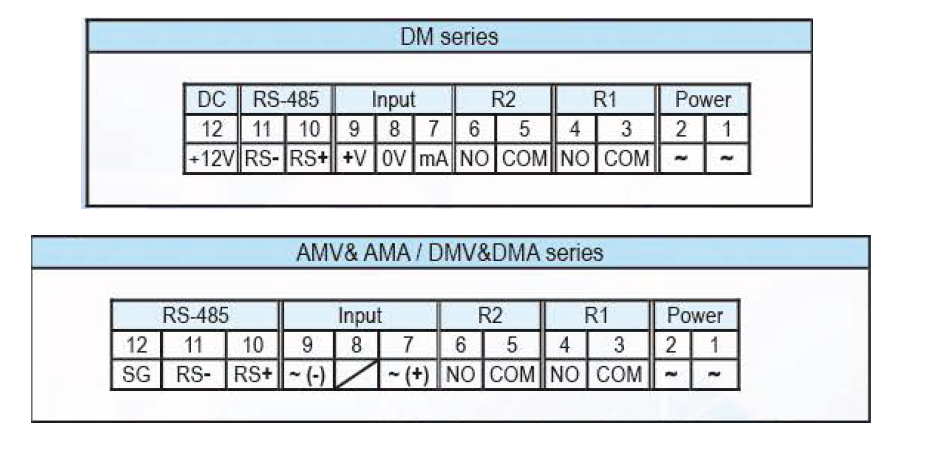 DM series
DC RS-485 Input R2 R1 Power
12 11 10 9 8 7 6 5 4 3 2 1
+12V RS- RS+ +V 0V mA NO COM NO COM ~ ~
AMV& AMA / DMV&DMA series
RS-485 Input R2 R1 Power
12 11 10 9 8 7 6 5 4 3 2 1
SG RS- RS+ ~ (-) ~ (+) NO COM NO COM ~ ~